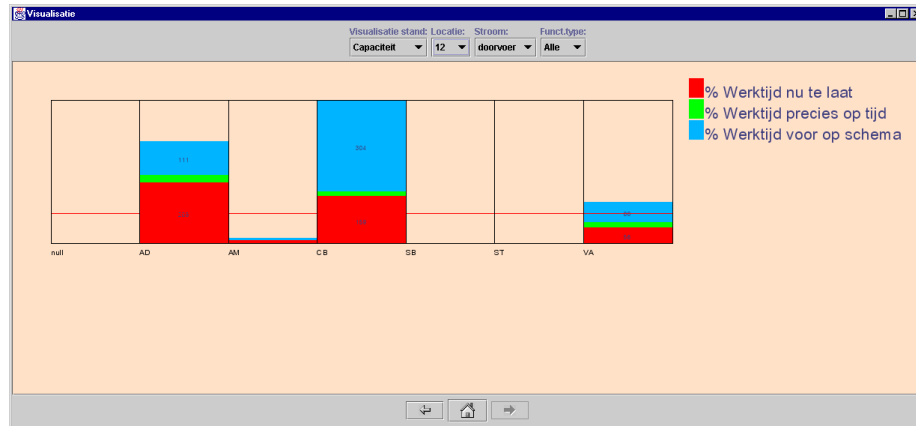 Visualisatie
Visualisatie stand: Locatie: Stroom: Funct.type:
Capaciteit 12 doorvoer Alle
% Werktijd nu te laat
% Werktijd precies op tijd
% Werktijd voor op schema
111
304
null AD AM CB SB ST VA